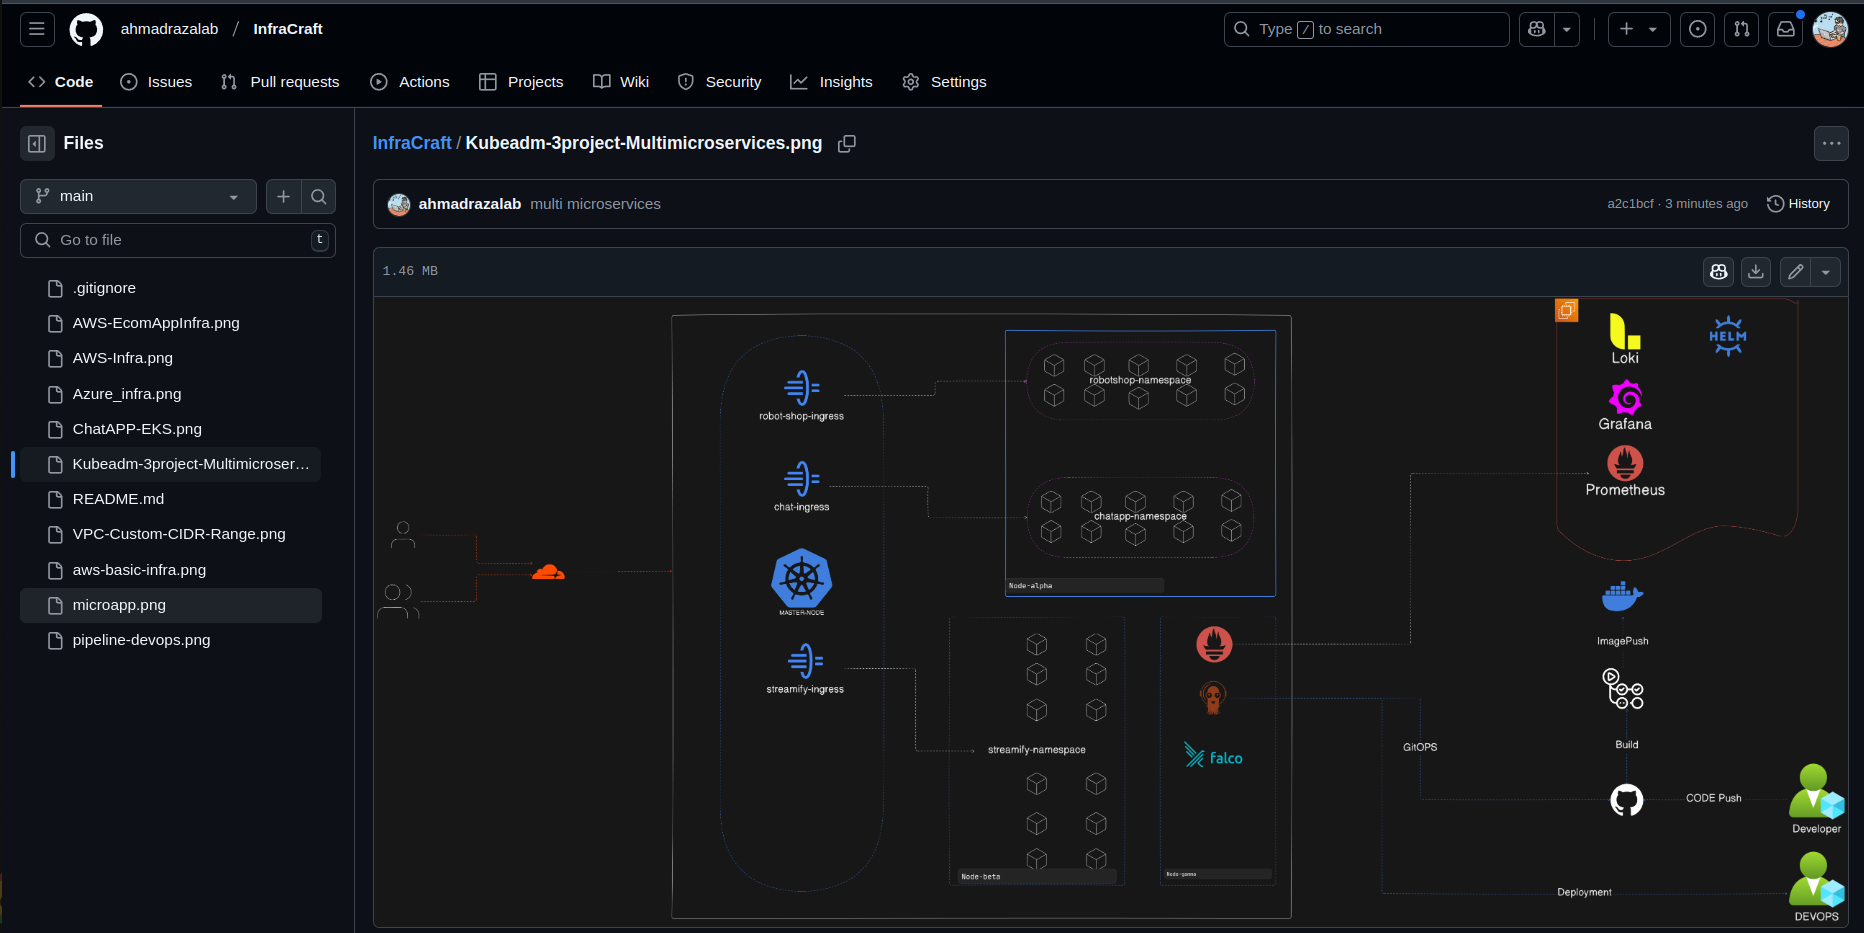 ahmadrazalab / InfraCraft
Type / to search
Code
Issues
Pull requests
Actions
Projects
Wiki
Security
Insights
Settings
Files
main
Go to file
t
.gitignore
AWS-EcomAppInfra.png
AWS-Infra.png
Azure_infra.png
ChatAPP-EKS.png
Kubeadm-3project-Multimicroser...
README.md
VPC-Custom-CIDR-Range.png
aws-basic-infra.png
microapp.png
pipeline-devops.png
InfraCraft / Kubeadm-3project-Multimicroservices.png
ahmadrazalab multi microservices
a2c1bcf · 3 minutes ago
History
1.46 MB
robot-shop-ingress
chat-ingress
MASTER-NODE
streamify-ingress
robotshop-namespace
chatapp-namespace
Node-alpha
streamify-namespace
Node-beta
falco
Node-gamma
Loki
HELM
Grafana
Prometheus
ImagePush
Build
GitOPS
CODE Push
Developer
Deployment
DEVOPS